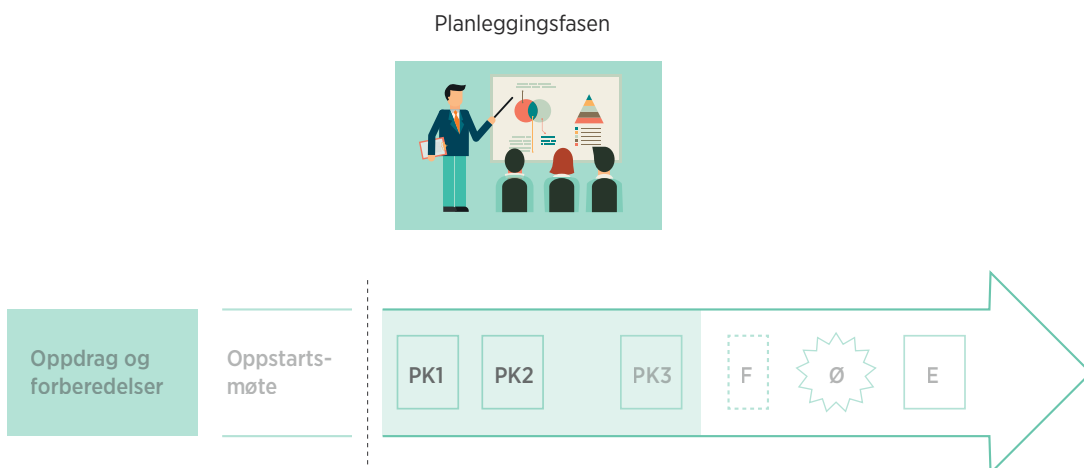 Planleggingsfasen
Oppdrag og
forberedelser
Oppstarts-
møte
PK1
PK2
PK3
F
Ø
E